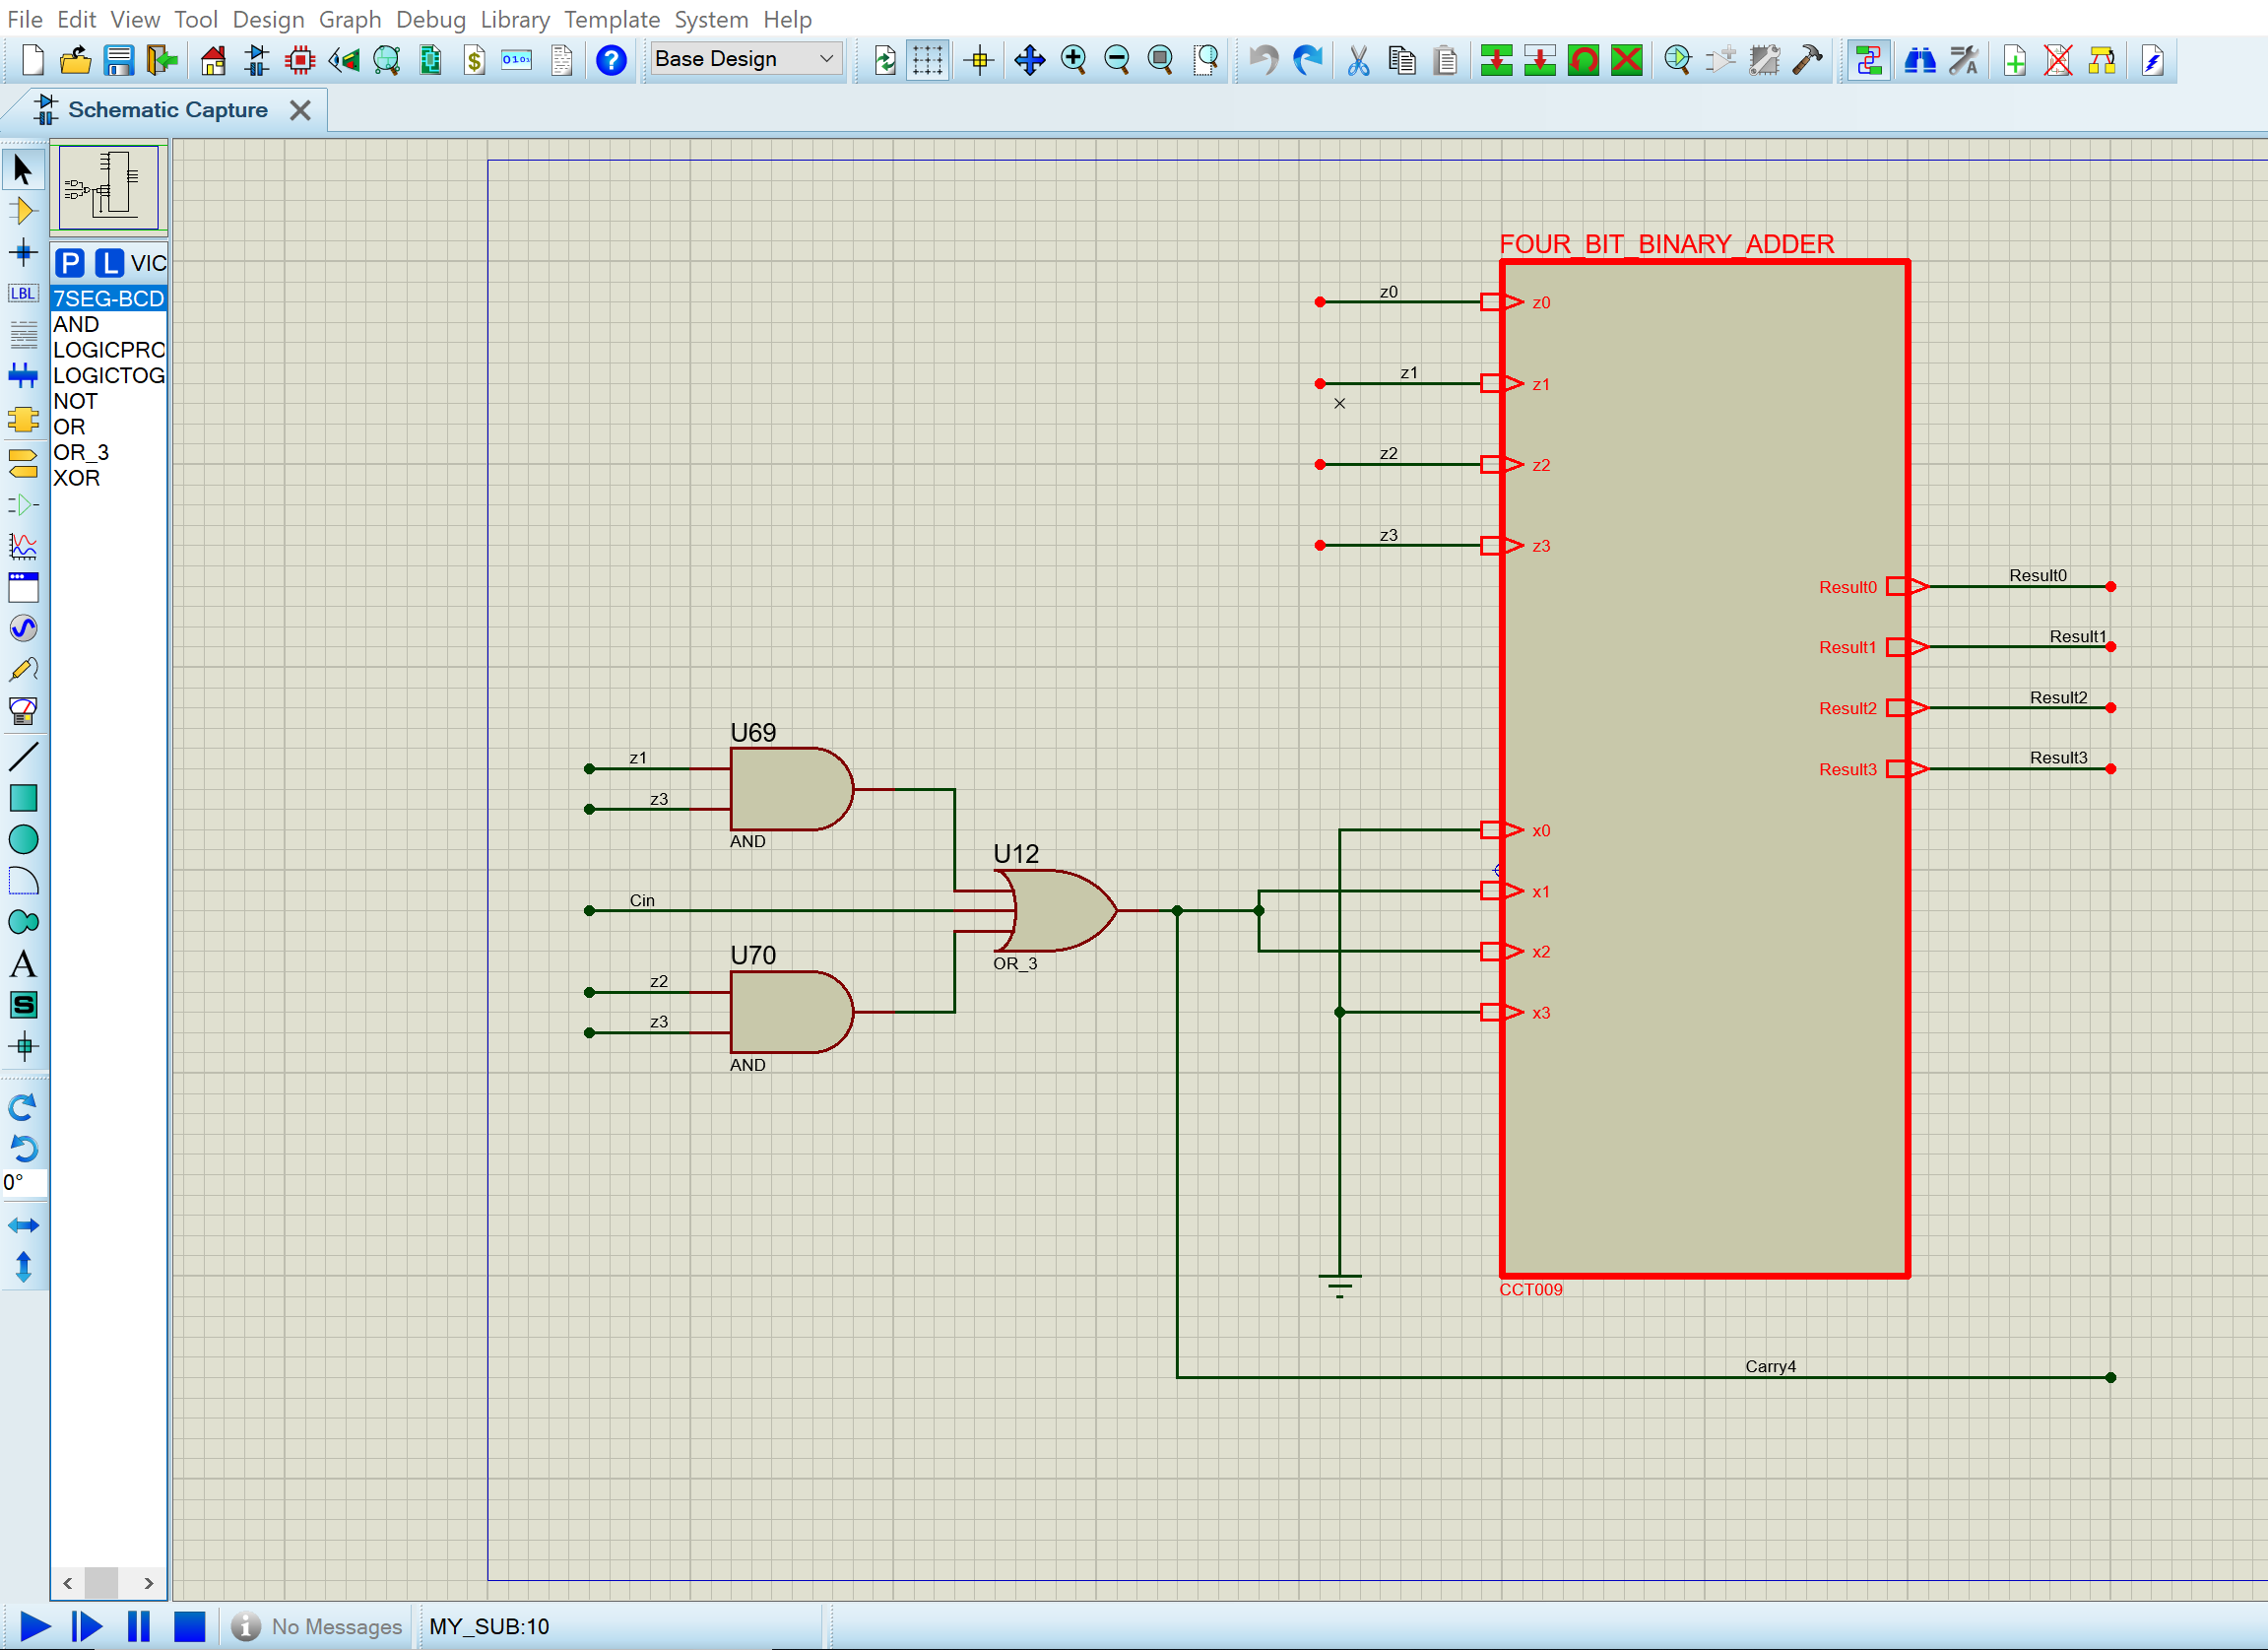 File Edit View Tool Design Graph Debug Library Template System Help
$
0101
?
Base Design
Schematic Capture
P L VIC
LBL
7SEG-BCD
AND
LOGICPRC
LOGICTOG
NOT
OR
OR_3
XOR
A
S
0°
FOUR_BIT_BINARY_ADDER
z0
z0
z1
z1
z2
z2
z3
z3
Result0
Result0
Result1
Result1
Result2
Result2
Result3
Result3
U69
z1
z3
AND
x0
U12
Cin
x1
OR_3
x2
U70
z2
z3
AND
x3
CCT009
Carry4
No Messages
MY_SUB:10